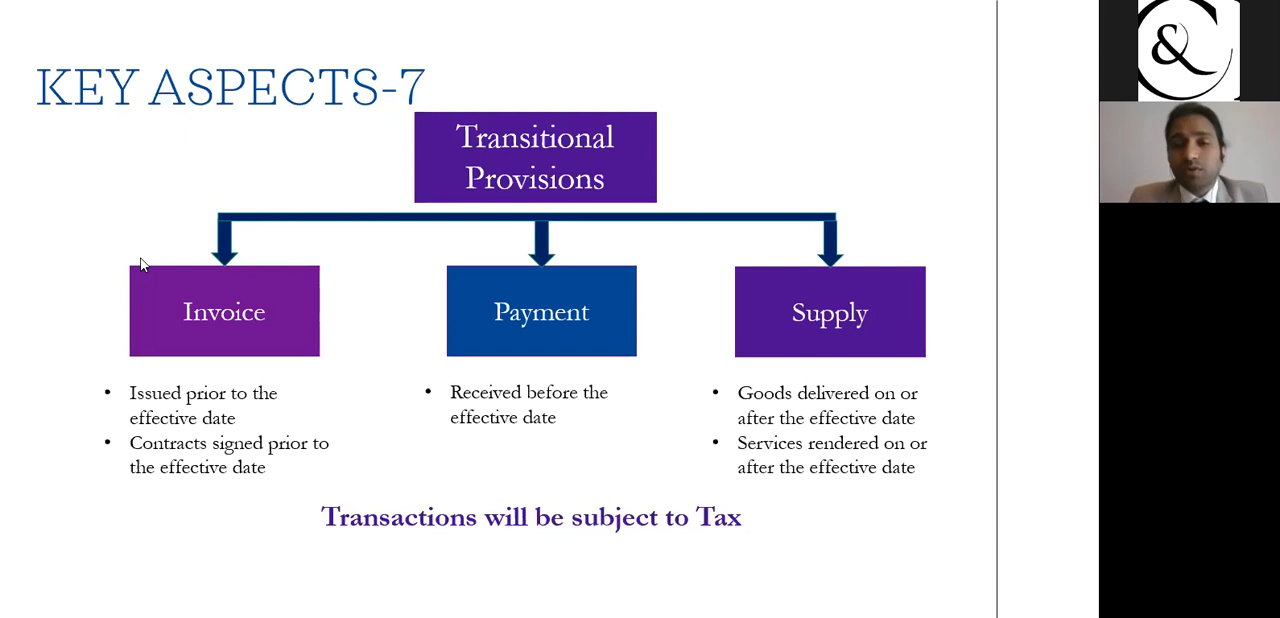 KEY ASPECTS-7
Transitional
Provisions
Invoice
Payment
Supply
• Issued prior to the
effective date
• Contracts signed prior to
the effective date
• Received before the
effective date
• Goods delivered on or
after the effective date
• Services rendered on or
after the effective date
Transactions will be subject to Tax
&